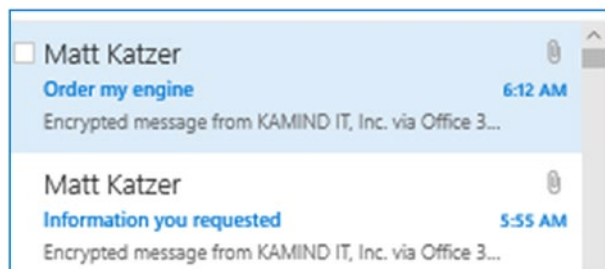 Matt Katzer
Order my engine 6:12 AM
Encrypted message from KAMIND IT, Inc. via Office 3...
Matt Katzer
Information you requested 5:55 AM
Encrypted message from KAMIND IT, Inc. via Office 3...